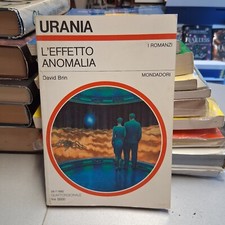 URANIA
I ROMANZI
L'EFFETTO
ANOMALIA
MONDADORI
David Brin